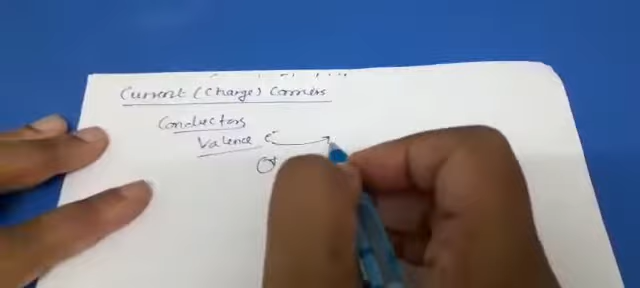 Current (Charge) Carriers
Conductors
Valence e⁻